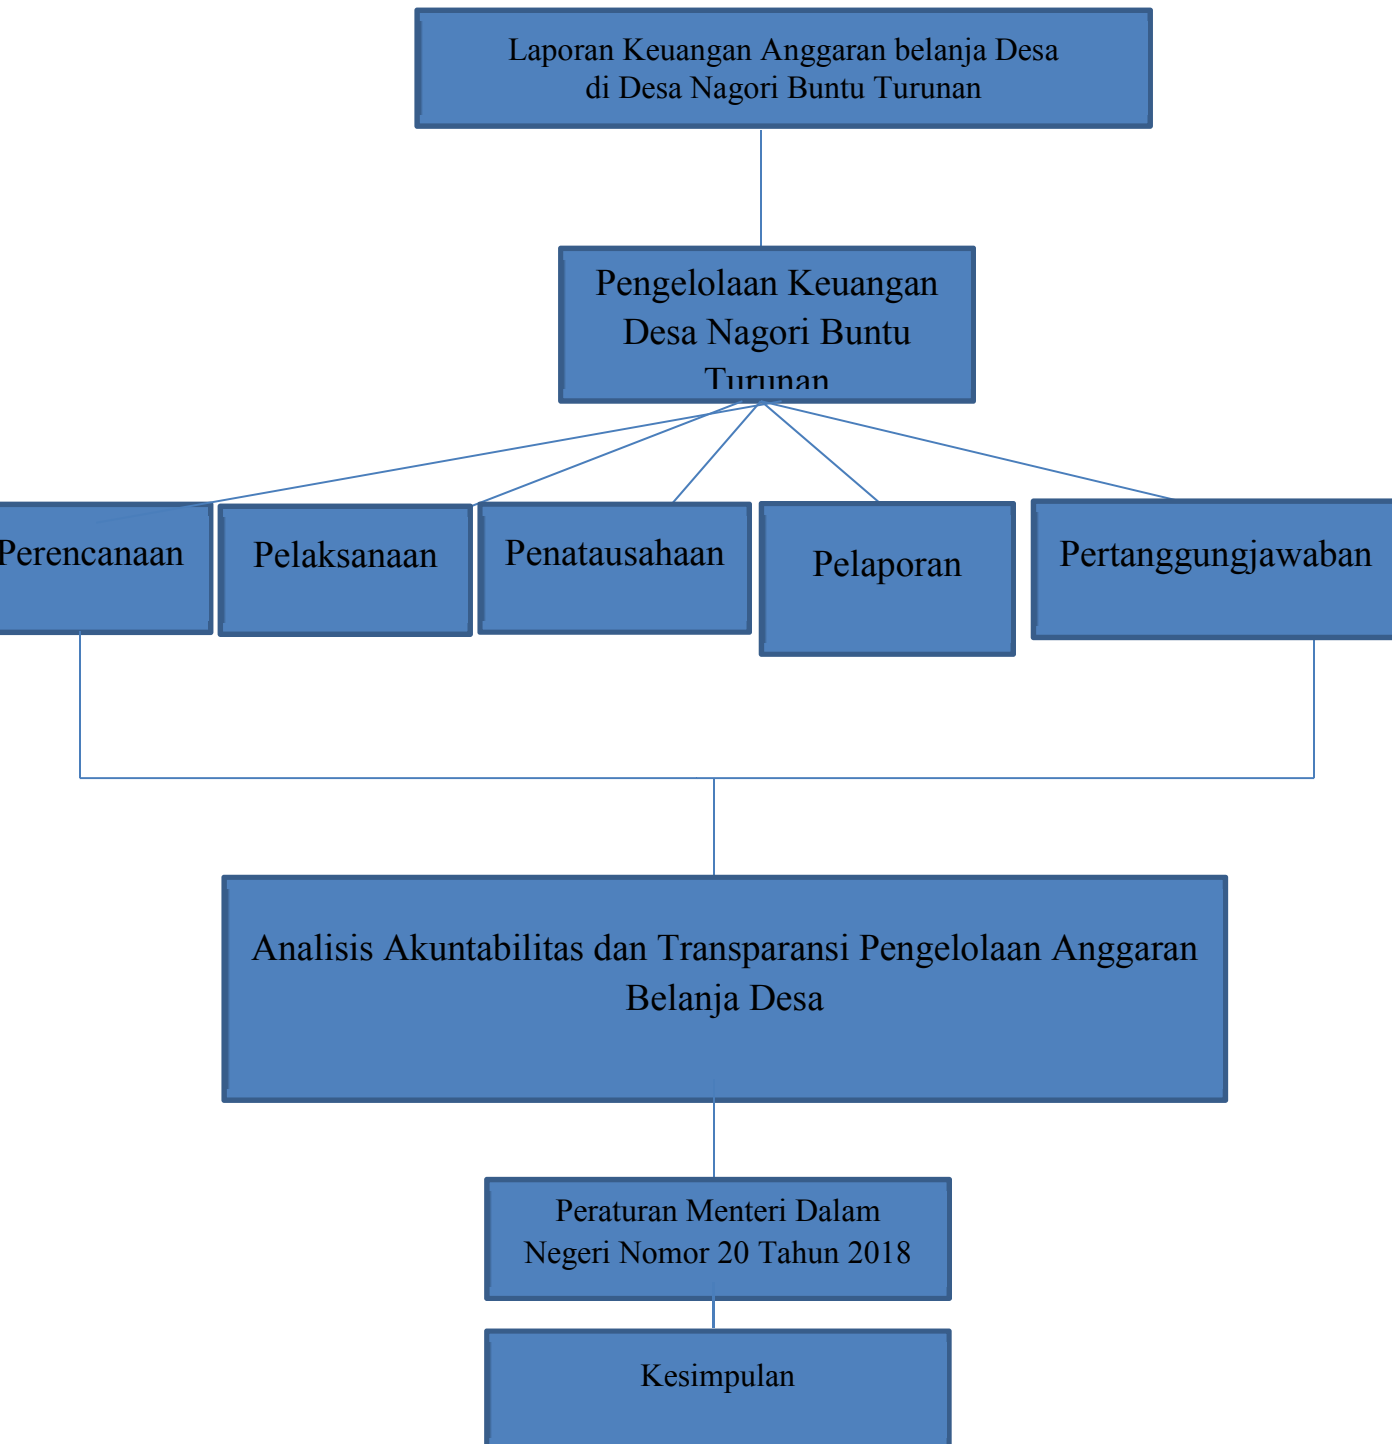 Laporan Keuangan Anggaran belanja Desa
di Desa Nagori Buntu Turunan
Pengelolaan Keuangan
Desa Nagori Buntu
Turunan
Perencanaan
Pelaksanaan
Penatausahaan
Pelaporan
Pertanggungjawaban
Analisis Akuntabilitas dan Transparansi Pengelolaan Anggaran
Belanja Desa
Peraturan Menteri Dalam
Negeri Nomor 20 Tahun 2018
Kesimpulan